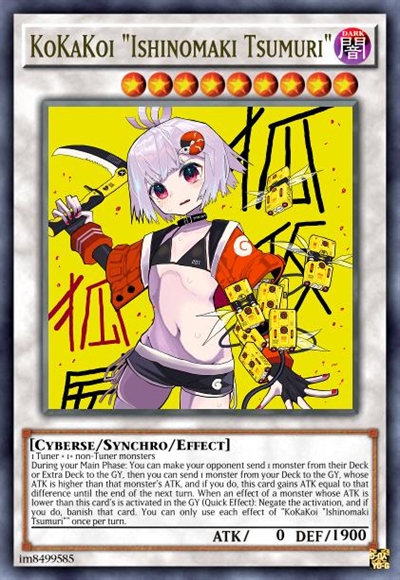 KoKaKoi "Ishinomaki Tsumuri"
DARK
闇
狐
狐
[Cyberse/Synchro/Effect]
1 Tuner + 1+ non-Tuner monsters
During your Main Phase: You can make your opponent send 1 monster from their Deck
or Extra Deck to the GY, then you can send 1 monster from your Deck to the GY, whose
ATK is higher than that monster's ATK, and if you do, this card gains ATK equal to that
difference until the end of the next turn. When an effect of a monster whose ATK is
lower than this card's is activated in the GY (Quick Effect): Negate the activation, and if
you do, banish that card. You can only use each effect of "KoKaKoi "Ishinomaki
Tsumuri"" once per turn.
ATK/ 0 DEF/1900
im8499585